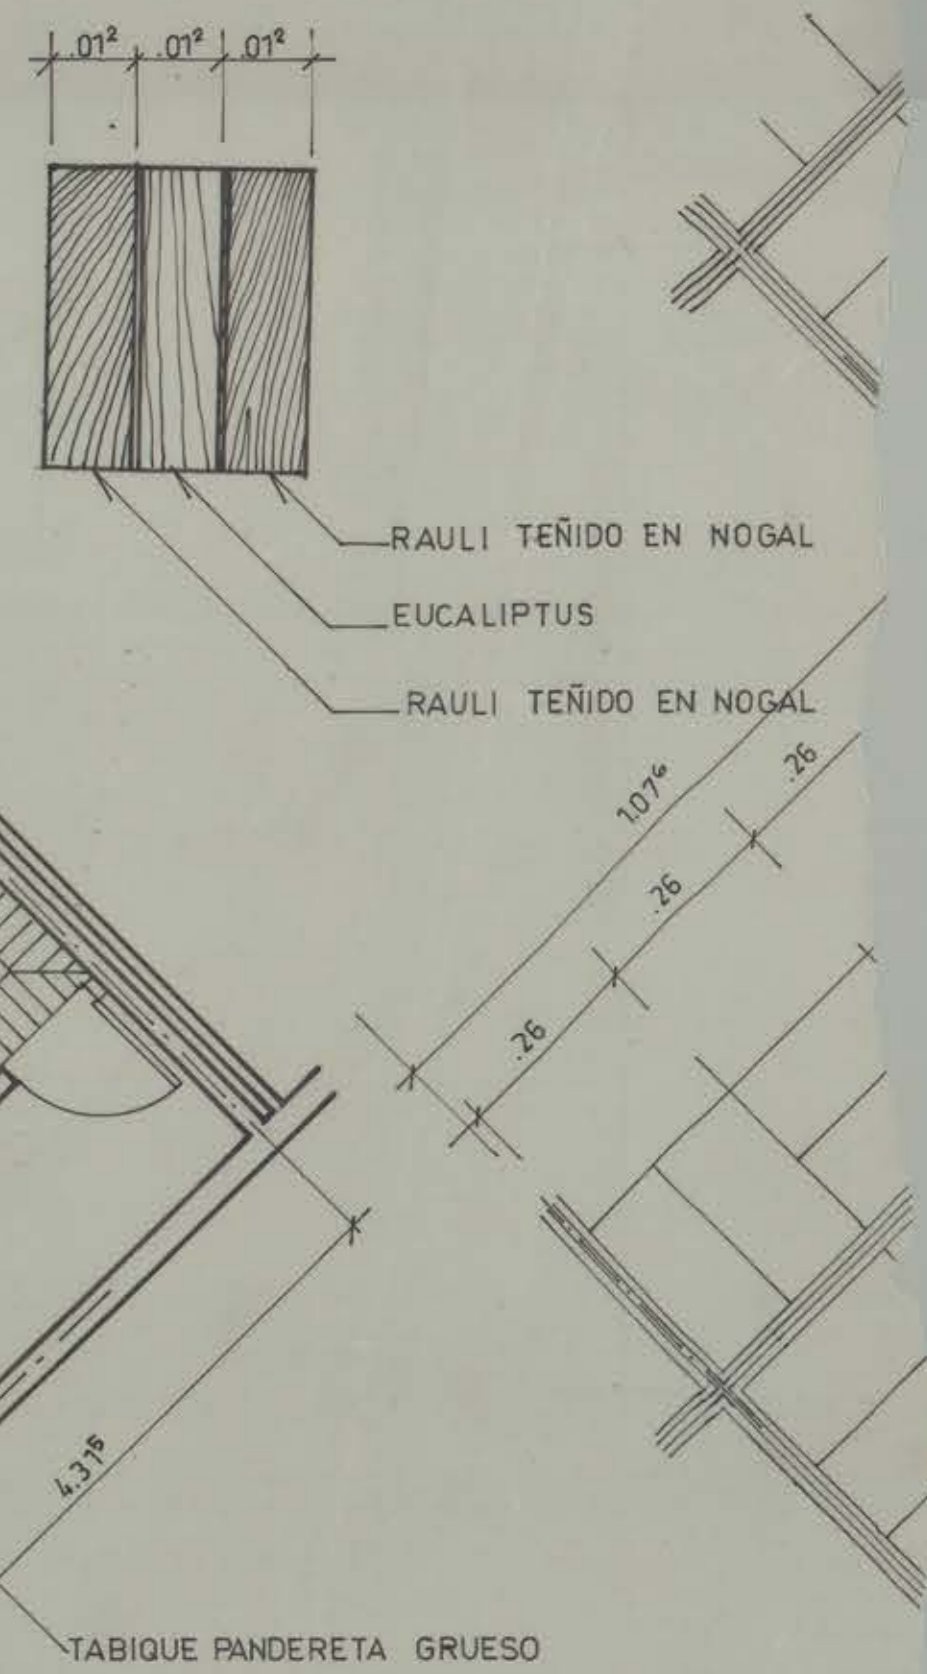 .01² .01² .01²
RAULI TEÑIDO EN NOGAL
EUCALIPTUS
RAULI TEÑIDO EN NOGAL
1.07⁶
.26
.26
.26
4.31⁵
TABIQUE PANDERETA GRUESO